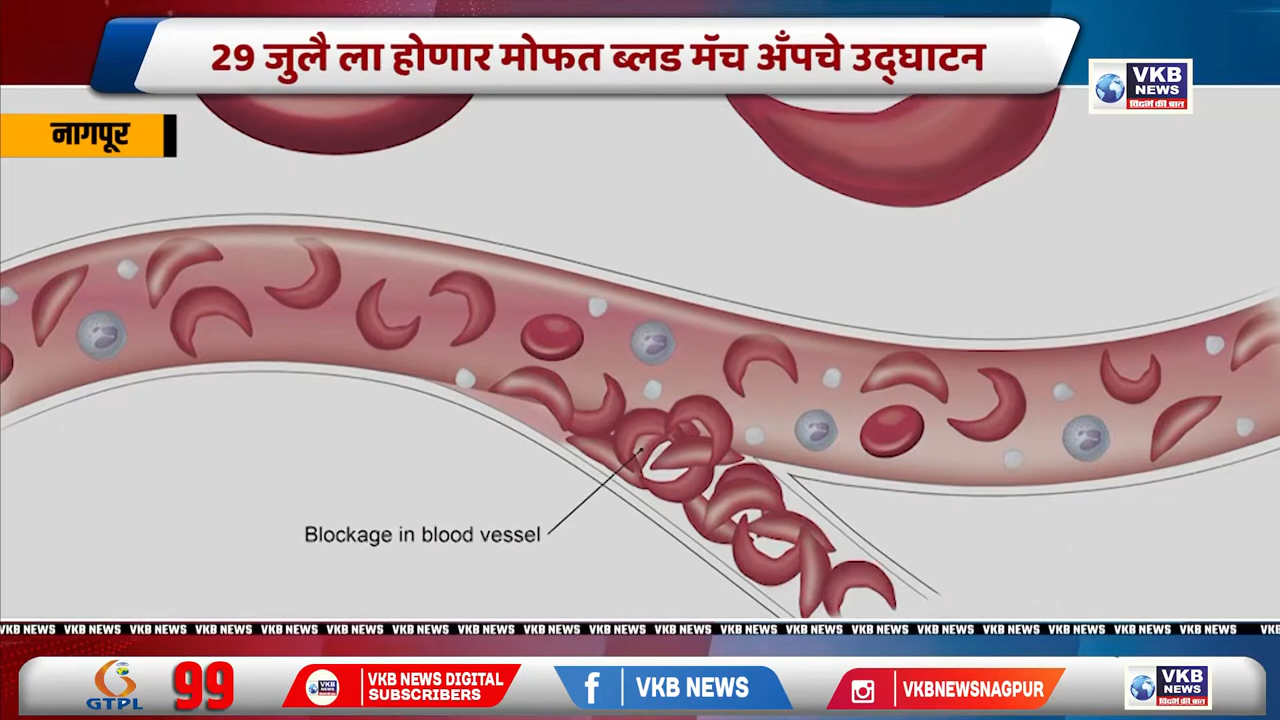 29 जुलै ला होणार मोफत ब्लड मॅच अँपचे उद्घाटन
VKB
NEWS
विदर्भ की बात
नागपूर
Blockage in blood vessel
VKB NEWS VKB NEWS VKB NEWS VKB NEWS VKB NEWS VKB NEWS VKB NEWS VKB NEWS VKB NEWS VKB NEWS VKB NEWS VKB NEWS VKB NEWS VKB NEWS VKB NEWS VKB NEWS VKB NEWS VKB NEWS VKB NEWS VK
GTPL
99
VKB
NEWS
VKB NEWS DIGITAL
SUBSCRIBERS
f
VKB NEWS
VKBNEWSNAGPUR
VKB
NEWS
विदर्भ की बात